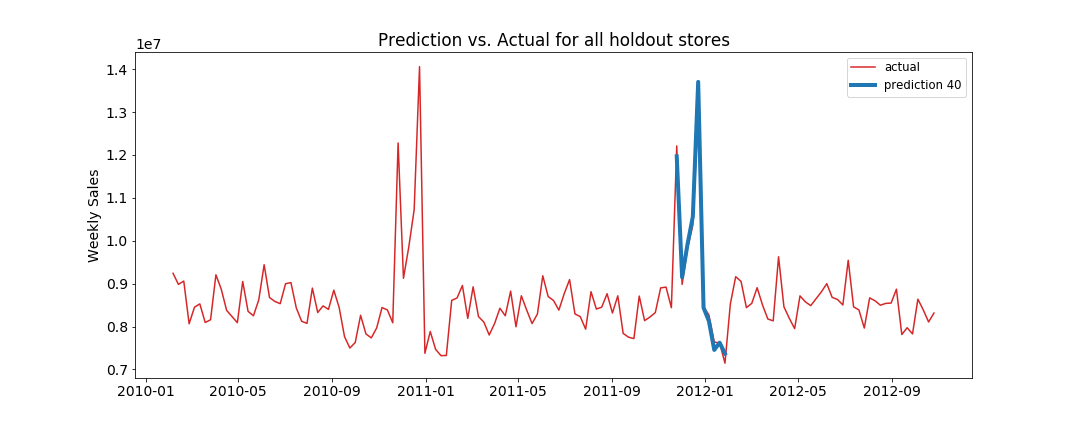 Prediction vs. Actual for all holdout stores
1e7
actual
prediction 40
Weekly Sales
1.4
1.3
1.2
1.1
1.0
0.9
0.8
0.7
2010-01 2010-05 2010-09 2011-01 2011-05 2011-09 2012-01 2012-05 2012-09